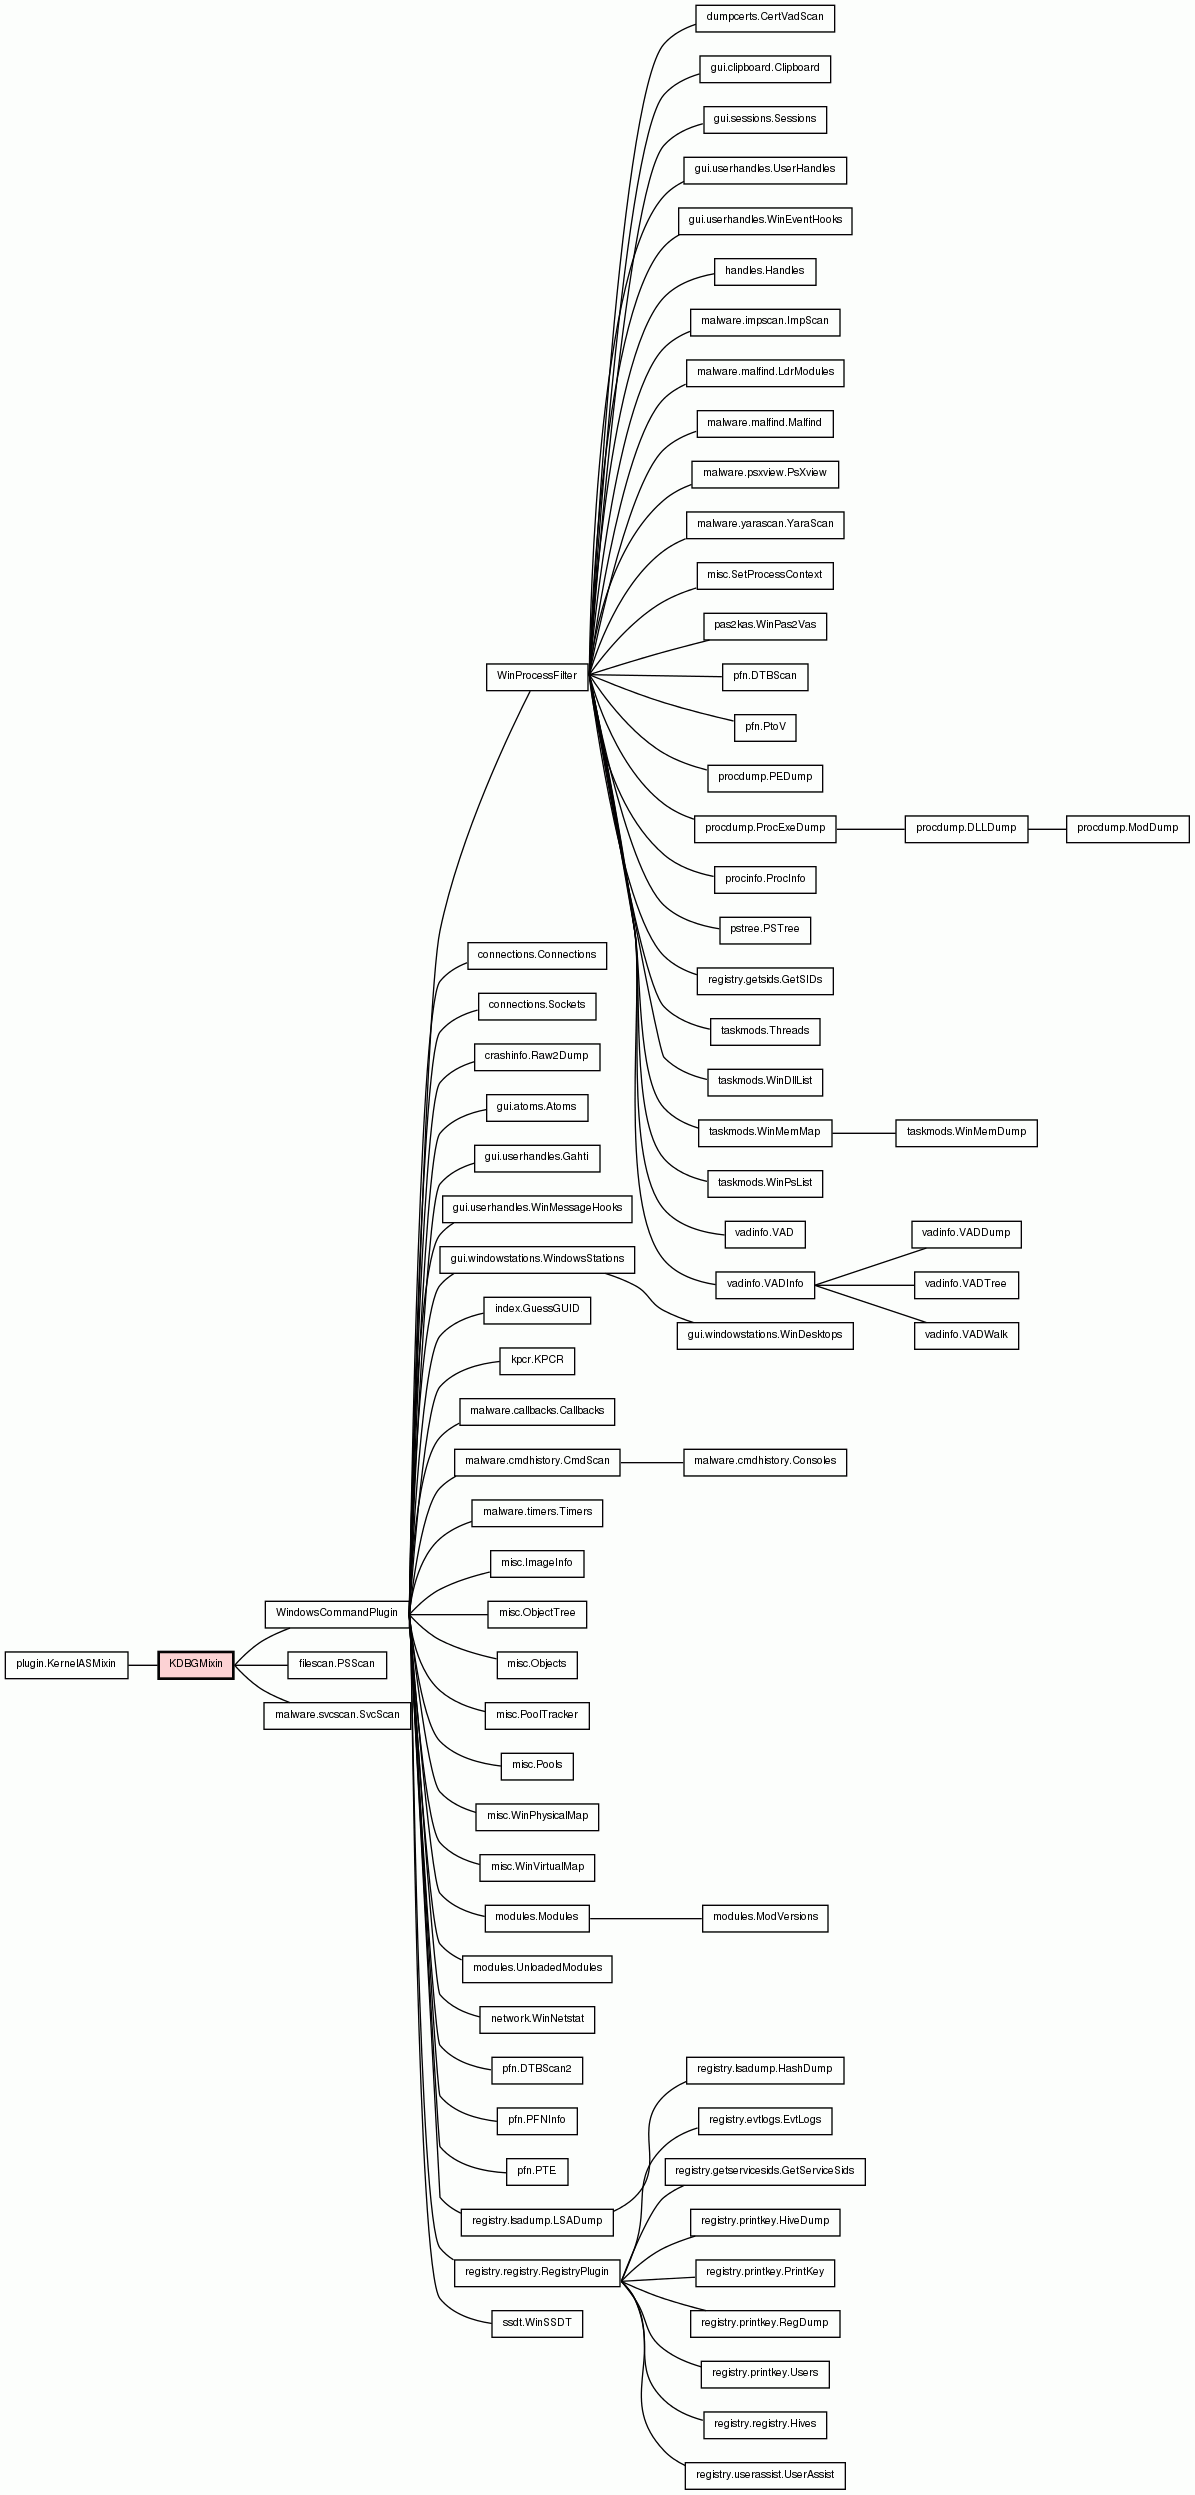 dumpcerts.CertVadScan
gui.clipboard.Clipboard
gui.sessions.Sessions
gui.userhandles.UserHandles
gui.userhandles.WinEventHooks
handles.Handles
malware.impscan.ImpScan
malware.malfind.LdrModules
malware.malfind.Malfind
malware.psxview.PsXview
malware.yarascan.YaraScan
misc.SetProcessContext
pas2kas.WinPas2Vas
WinProcessFilter
pfn.DTBScan
pfn.PtoV
procdump.PEDump
procdump.ProcExeDump
procdump.DLLDump
procdump.ModDump
procinfo.ProcInfo
pstree.PSTree
connections.Connections
registry.getsids.GetSIDs
connections.Sockets
taskmods.Threads
crashinfo.Raw2Dump
taskmods.WinDllList
gui.atoms.Atoms
taskmods.WinMemMap
taskmods.WinMemDump
gui.userhandles.Gahti
taskmods.WinPsList
gui.userhandles.WinMessageHooks
vadinfo.VAD
vadinfo.VADDump
gui.windowstations.WindowsStations
vadinfo.VADInfo
vadinfo.VADTree
index.GuessGUID
gui.windowstations.WinDesktops
vadinfo.VADWalk
kpcr.KPCR
malware.callbacks.Callbacks
malware.cmdhistory.CmdScan
malware.cmdhistory.Consoles
malware.timers.Timers
misc.ImageInfo
WindowsCommandPlugin
misc.ObjectTree
plugin.KernelASMixin
KDBGMixin
filescan.PSScan
misc.Objects
malware.svcscan.SvcScan
misc.PoolTracker
misc.Pools
misc.WinPhysicalMap
misc.WinVirtualMap
modules.Modules
modules.ModVersions
modules.UnloadedModules
network.WinNetstat
pfn.DTBScan2
registry.lsadump.HashDump
pfn.PFNInfo
registry.evtlogs.EvtLogs
pfn.PTE
registry.getservicesids.GetServiceSids
registry.lsadump.LSADump
registry.printkey.HiveDump
registry.registry.RegistryPlugin
registry.printkey.PrintKey
ssdt.WinSSDT
registry.printkey.RegDump
registry.printkey.Users
registry.registry.Hives
registry.userassist.UserAssist